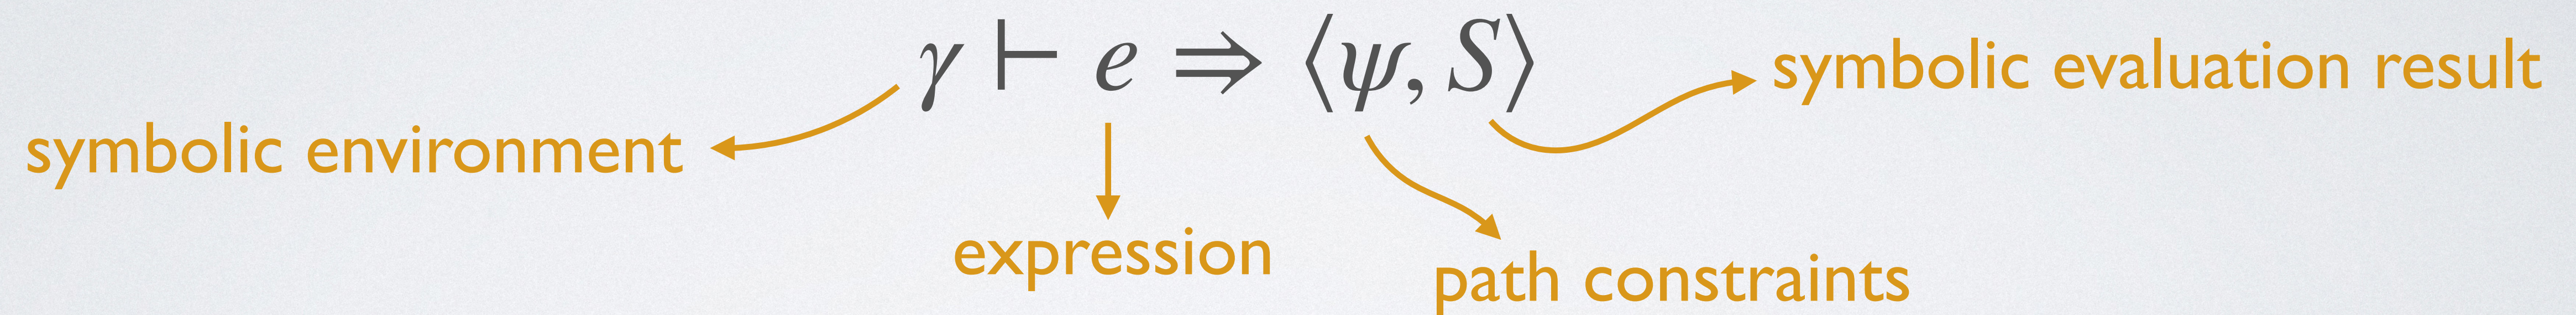 γ ⊢ e ⇒ ⟨ψ, S⟩
symbolic evaluation result
symbolic environment
expression
path constraints